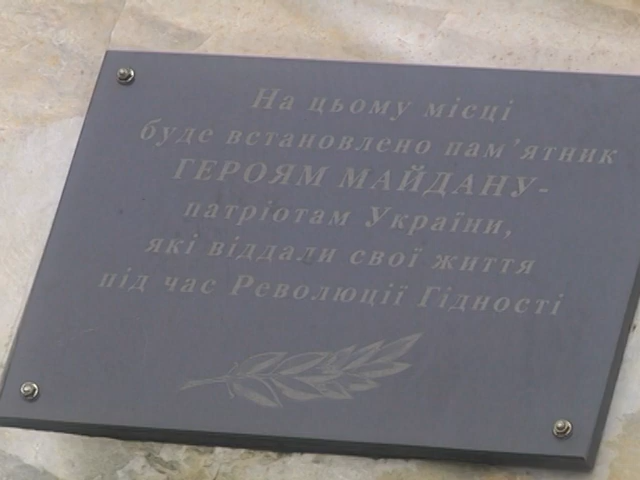 На цьому місці
буде встановлено пам'ятник
ГЕРОЯМ МАЙДАНУ-
патріотам України,
які віддали свої життя
під час Революції Гідності